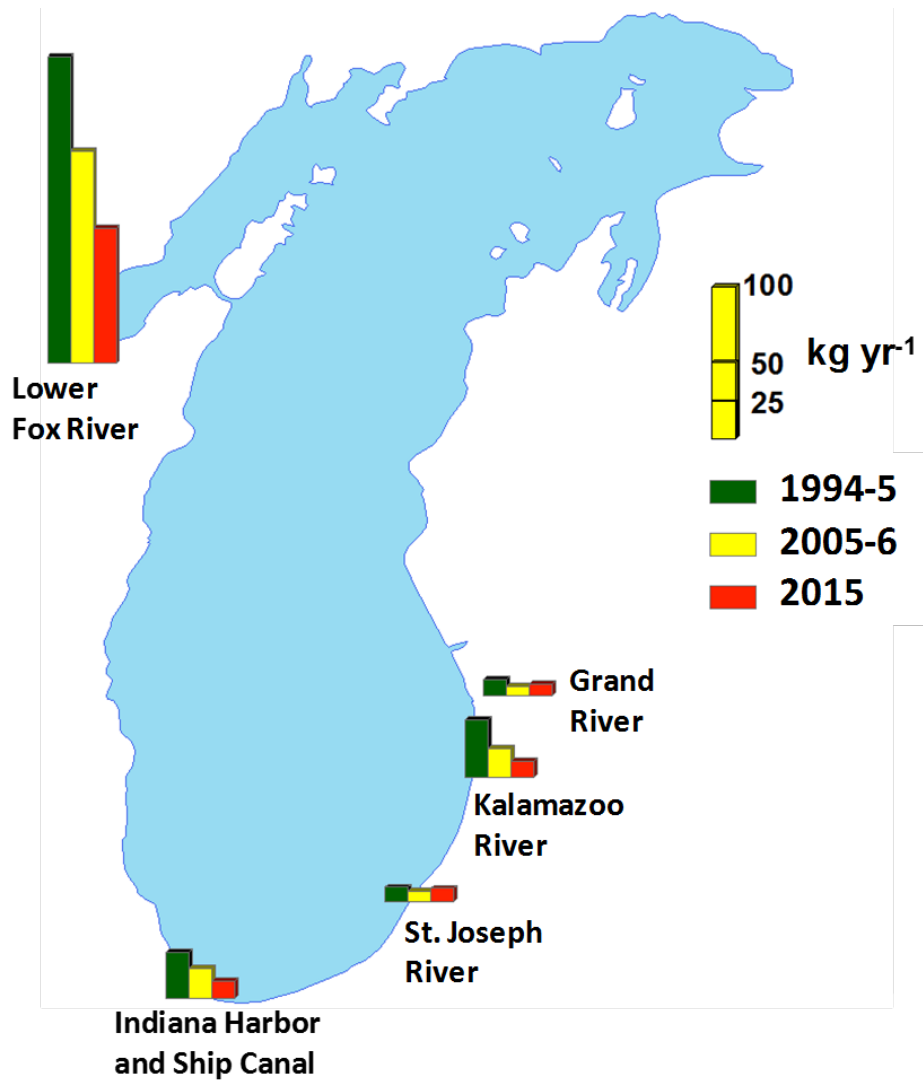 Lower
Fox River
100
50
25
kg yr-1
1994-5
2005-6
2015
Grand
River
Kalamazoo
River
St. Joseph
River
Indiana Harbor
and Ship Canal